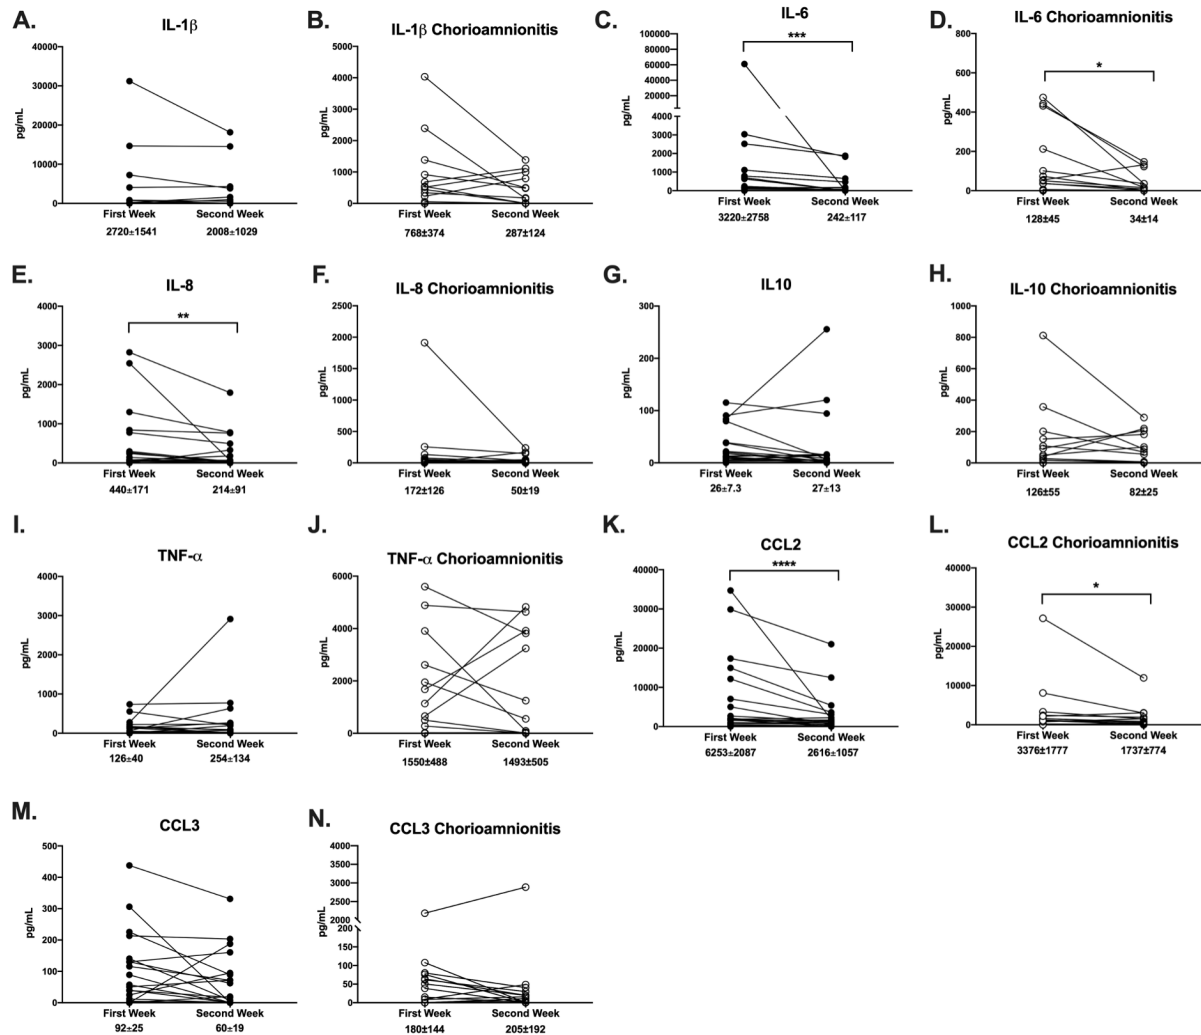 A.
IL-1β
40000
30000
20000
10000
0
pg/mL
First Week Second Week
2720±1541 2008±1029
B.
IL-1β Chorioamnionitis
5000
4000
3000
2000
1000
0
pg/mL
First Week Second Week
768±374 287±124
C.
IL-6
***
100000
80000
60000
40000
20000
4000
3000
2000
1000
0
pg/mL
First Week Second Week
3220±2758 242±117
D.
IL-6 Chorioamnionitis
*
800
600
400
200
0
pg/mL
First Week Second Week
128±45 34±14
E.
IL-8
**
4000
3000
2000
1000
0
pg/mL
First Week Second Week
440±171 214±91
F.
IL-8 Chorioamnionitis
2500
2000
1500
1000
500
0
pg/mL
First Week Second Week
172±126 50±19
G.
IL10
300
200
100
0
pg/mL
First Week Second Week
26±7.3 27±13
H.
IL-10 Chorioamnionitis
1000
800
600
400
200
0
pg/mL
First Week Second Week
126±55 82±25
I.
TNF-α
4000
3000
2000
1000
0
pg/mL
First Week Second Week
126±40 254±134
J.
TNF-α Chorioamnionitis
6000
4000
2000
0
pg/mL
First Week Second Week
1550±488 1493±505
K.
CCL2
****
40000
30000
20000
10000
0
pg/mL
First Week Second Week
6253±2087 2616±1057
L.
CCL2 Chorioamnionitis
*
40000
30000
20000
10000
0
pg/mL
First Week Second Week
3376±1777 1737±774
M.
CCL3
500
400
300
200
100
0
pg/mL
First Week Second Week
92±25 60±19
N.
CCL3 Chorioamnionitis
4000
3500
3000
2500
2000
200
150
100
50
0
pg/mL
First Week Second Week
180±144 205±192